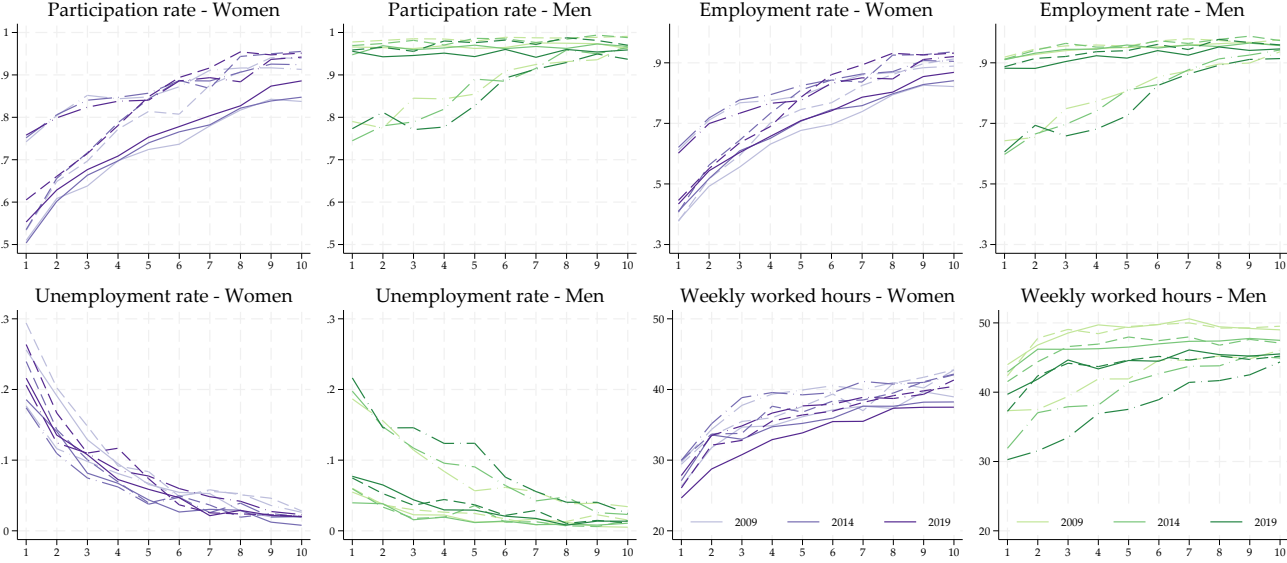 Participation rate - Women
1
.9
.8
.7
.6
.5
1 2 3 4 5 6 7 8 9 10
Participation rate - Men
1
.9
.8
.7
.6
.5
1 2 3 4 5 6 7 8 9 10
Employment rate - Women
.9
.7
.5
.3
1 2 3 4 5 6 7 8 9 10
Employment rate - Men
.9
.7
.5
.3
1 2 3 4 5 6 7 8 9 10
Unemployment rate - Women
.3
.2
.1
0
1 2 3 4 5 6 7 8 9 10
Unemployment rate - Men
.3
.2
.1
0
1 2 3 4 5 6 7 8 9 10
Weekly worked hours - Women
50
40
30
20
2009 2014 2019
1 2 3 4 5 6 7 8 9 10
Weekly worked hours - Men
50
40
30
20
2009 2014 2019
1 2 3 4 5 6 7 8 9 10